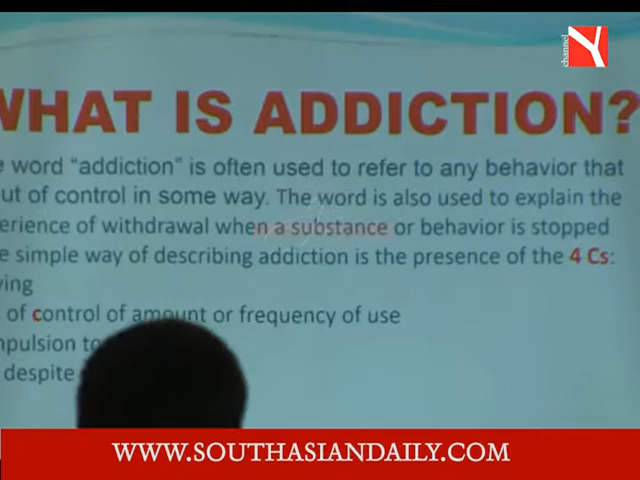 channel Y
WHAT IS ADDICTION?
e word “addiction” is often used to refer to any behavior that
ut of control in some way. The word is also used to explain the
erience of withdrawal when a substance or behavior is stopped
e simple way of describing addiction is the presence of the 4 Cs:
ving
of control of amount or frequency of use
mpulsion to
despite
WWW.SOUTHASIANDAILY.COM